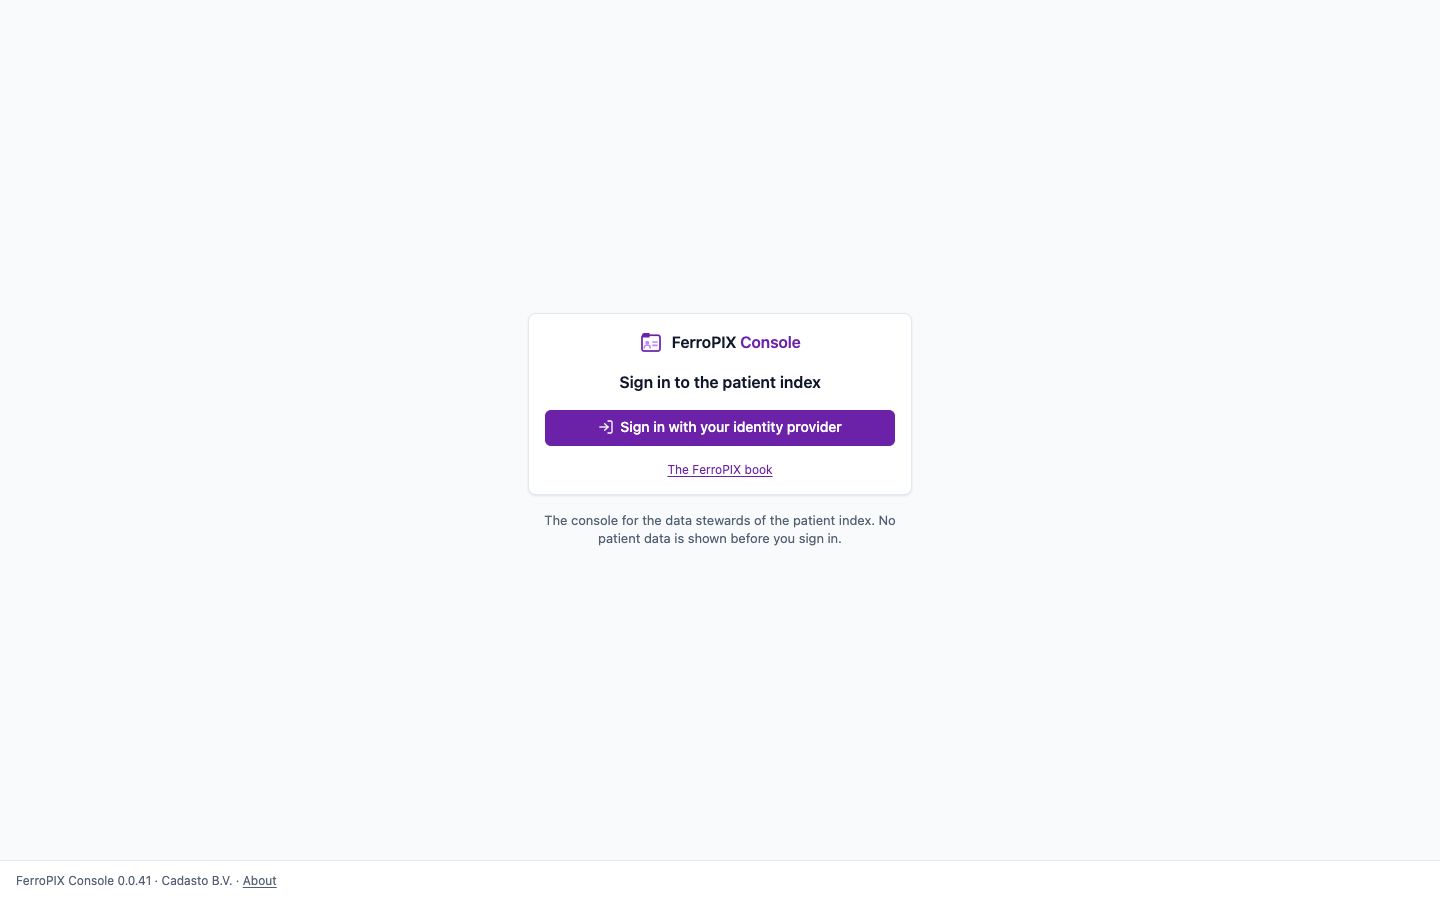 FerroPIX Console
Sign in to the patient index
Sign in with your identity provider
The FerroPIX book
The console for the data stewards of the patient index. No
patient data is shown before you sign in.
FerroPIX Console 0.0.41 · Cadasto B.V. · About